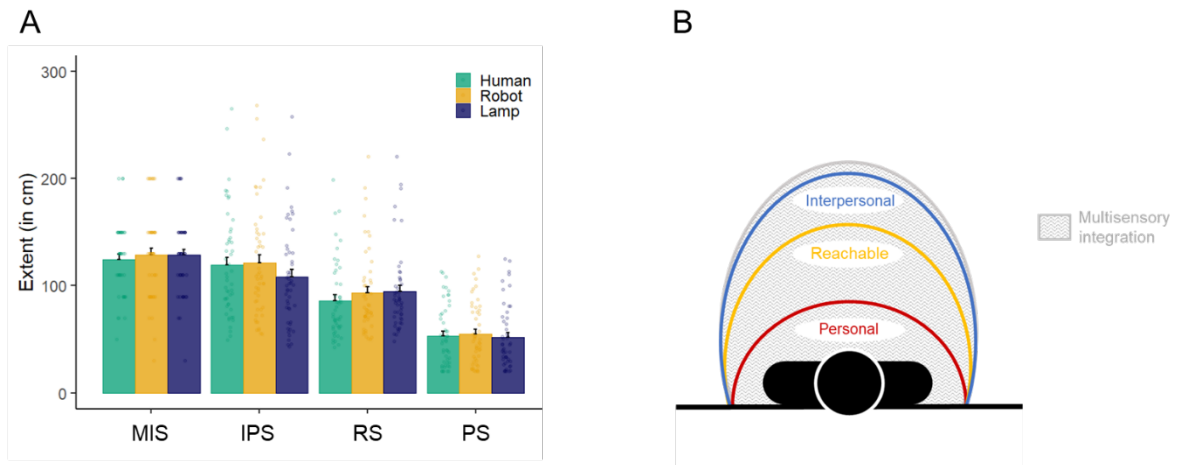 A
300
200
100
0
Extent (in cm)
Human
Robot
Lamp
MIS IPS RS PS
B
Interpersonal
Reachable
Personal
Multisensory
integration